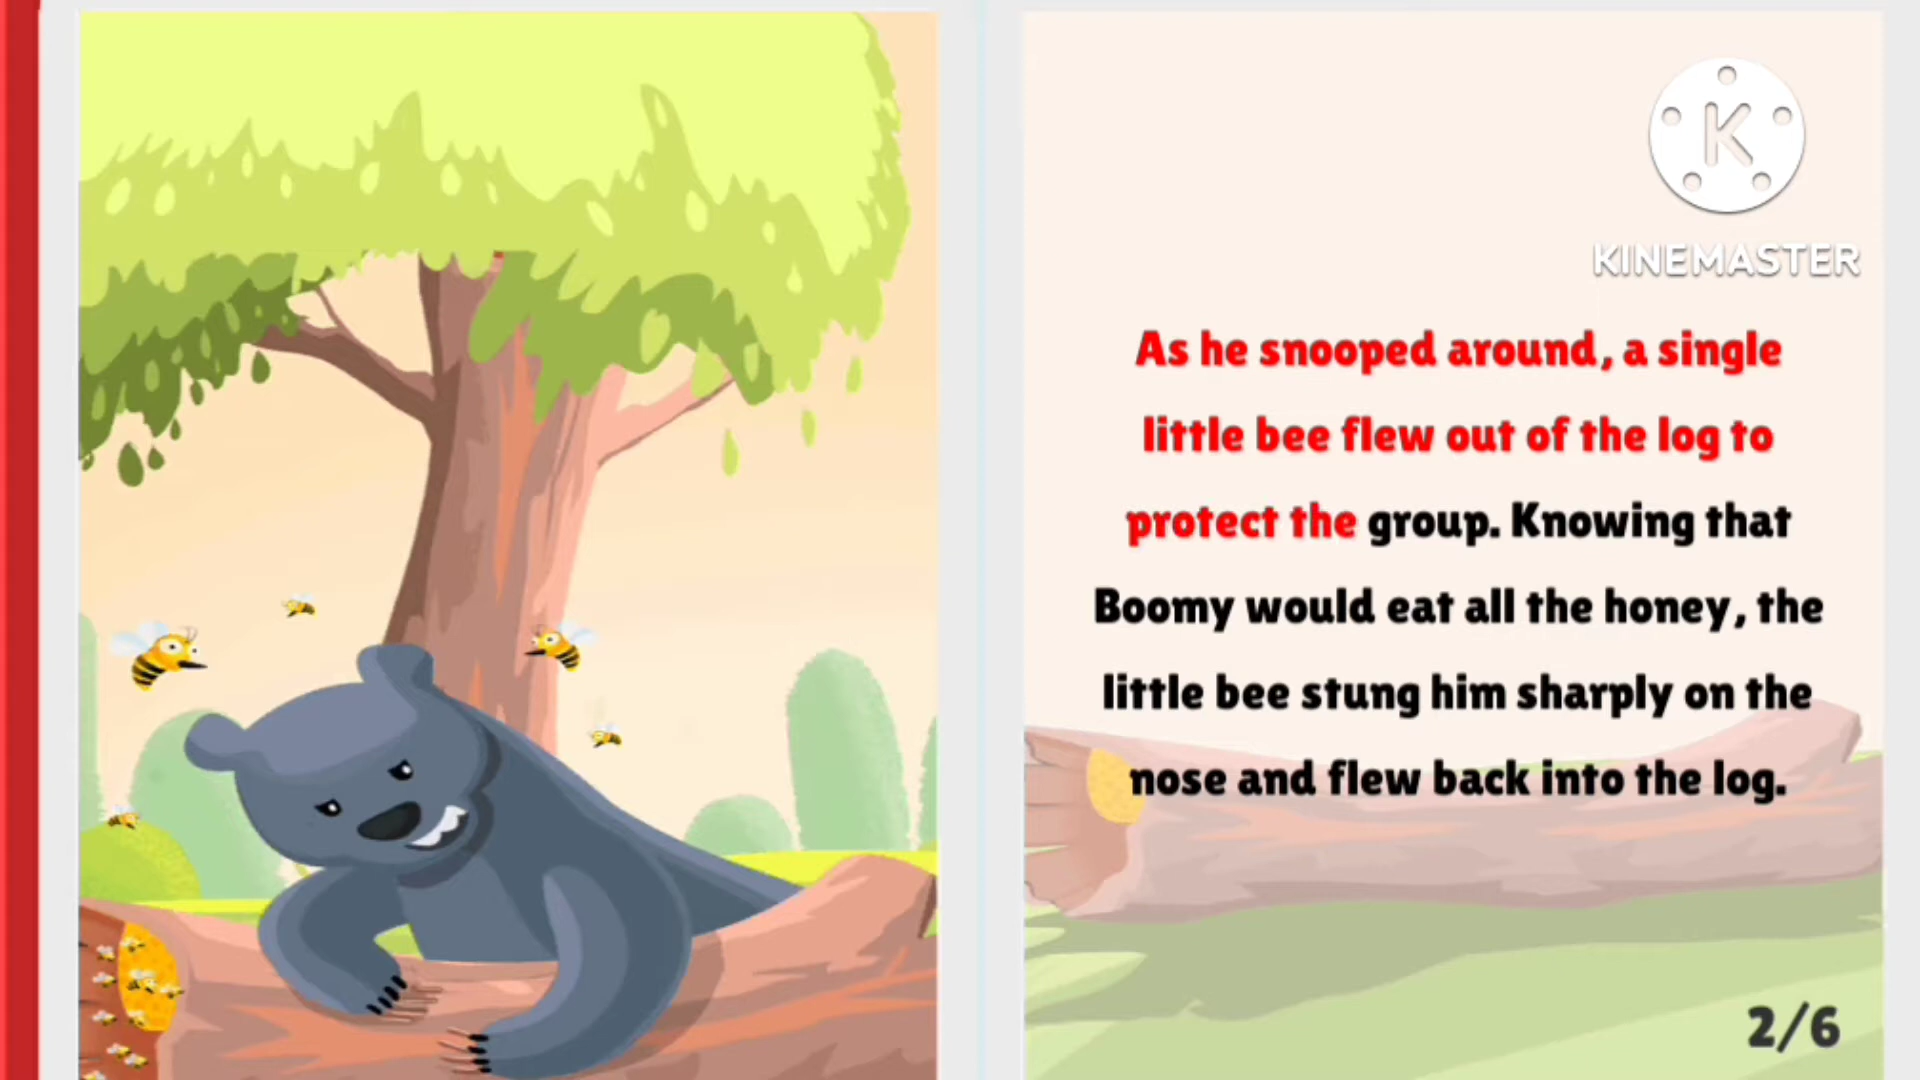 K
KINEMASTER
As he snooped around, a single
little bee flew out of the log to
protect the group. Knowing that
Boomy would eat all the honey, the
little bee stung him sharply on the
nose and flew back into the log.
2/6